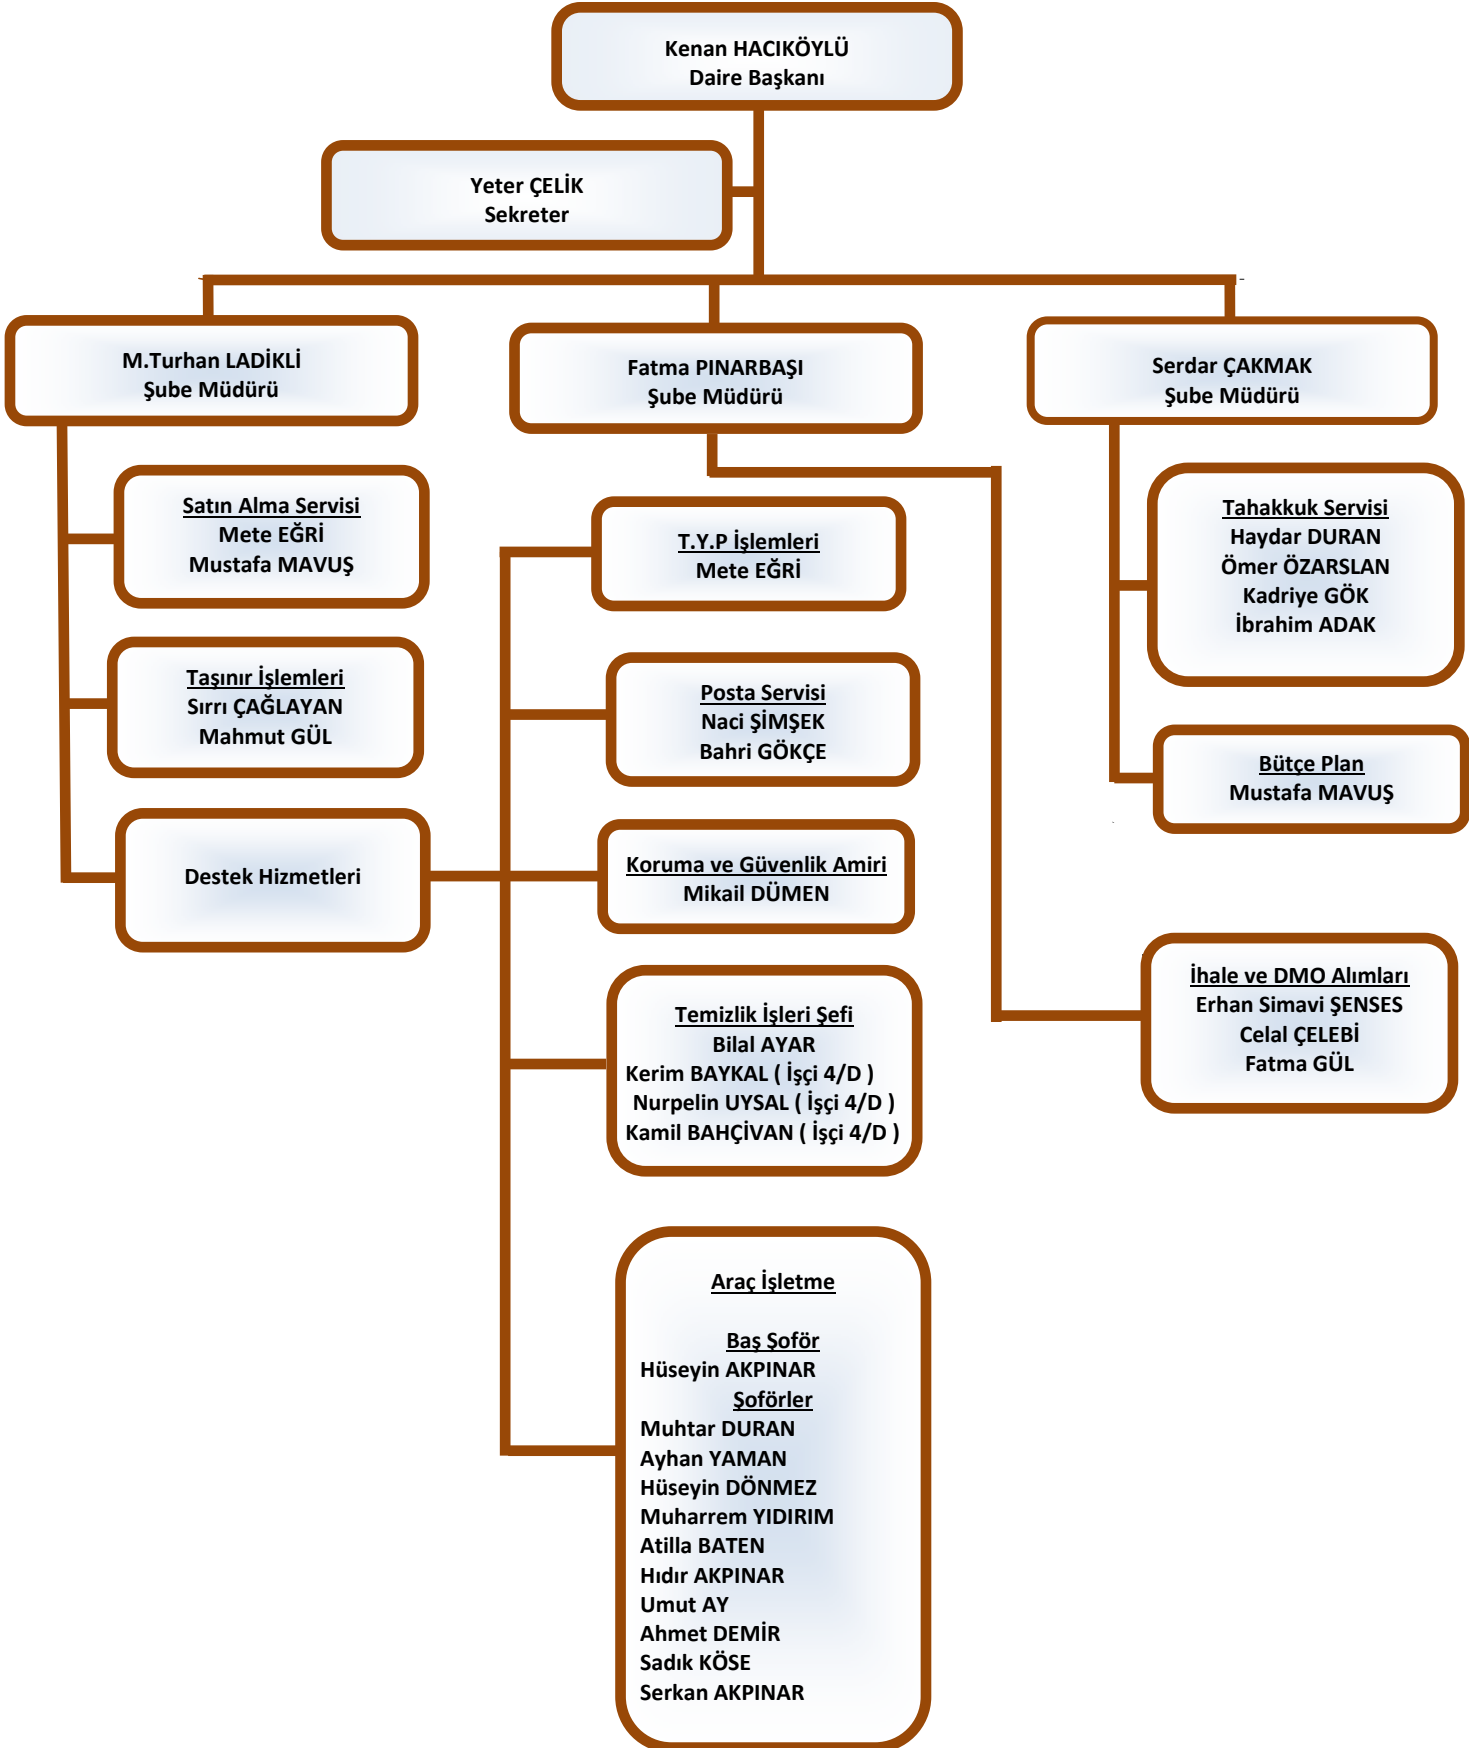 Kenan HACIKÖYLÜ
Daire Başkanı
Yeter ÇELİK
Sekreter
M.Turhan LADİKLİ
Şube Müdürü
Fatma PINARBAŞI
Şube Müdürü
Serdar ÇAKMAK
Şube Müdürü
Satın Alma Servisi
Mete EĞRİ
Mustafa MAVUŞ
Taşınır İşlemleri
Sırrı ÇAĞLAYAN
Mahmut GÜL
Destek Hizmetleri
T.Y.P İşlemleri
Mete EĞRİ
Posta Servisi
Naci ŞİMŞEK
Bahri GÖKÇE
Koruma ve Güvenlik Amiri
Mikail DÜMEN
Temizlik İşleri Şefi
Bilal AYAR
Kerim BAYKAL ( İşçi 4/D )
Nurpelin UYSAL ( İşçi 4/D )
Kamil BAHÇİVAN ( İşçi 4/D )
Araç İşletme
Baş Şoför
Hüseyin AKPINAR
Şoförler
Muhtar DURAN
Ayhan YAMAN
Hüseyin DÖNMEZ
Muharrem YIDIRIM
Atilla BATEN
Hıdır AKPINAR
Umut AY
Ahmet DEMİR
Sadık KÖSE
Serkan AKPINAR
Tahakkuk Servisi
Haydar DURAN
Ömer ÖZARSLAN
Kadriye GÖK
İbrahim ADAK
Bütçe Plan
Mustafa MAVUŞ
İhale ve DMO Alımları
Erhan Simavi ŞENSES
Celal ÇELEBİ
Fatma GÜL